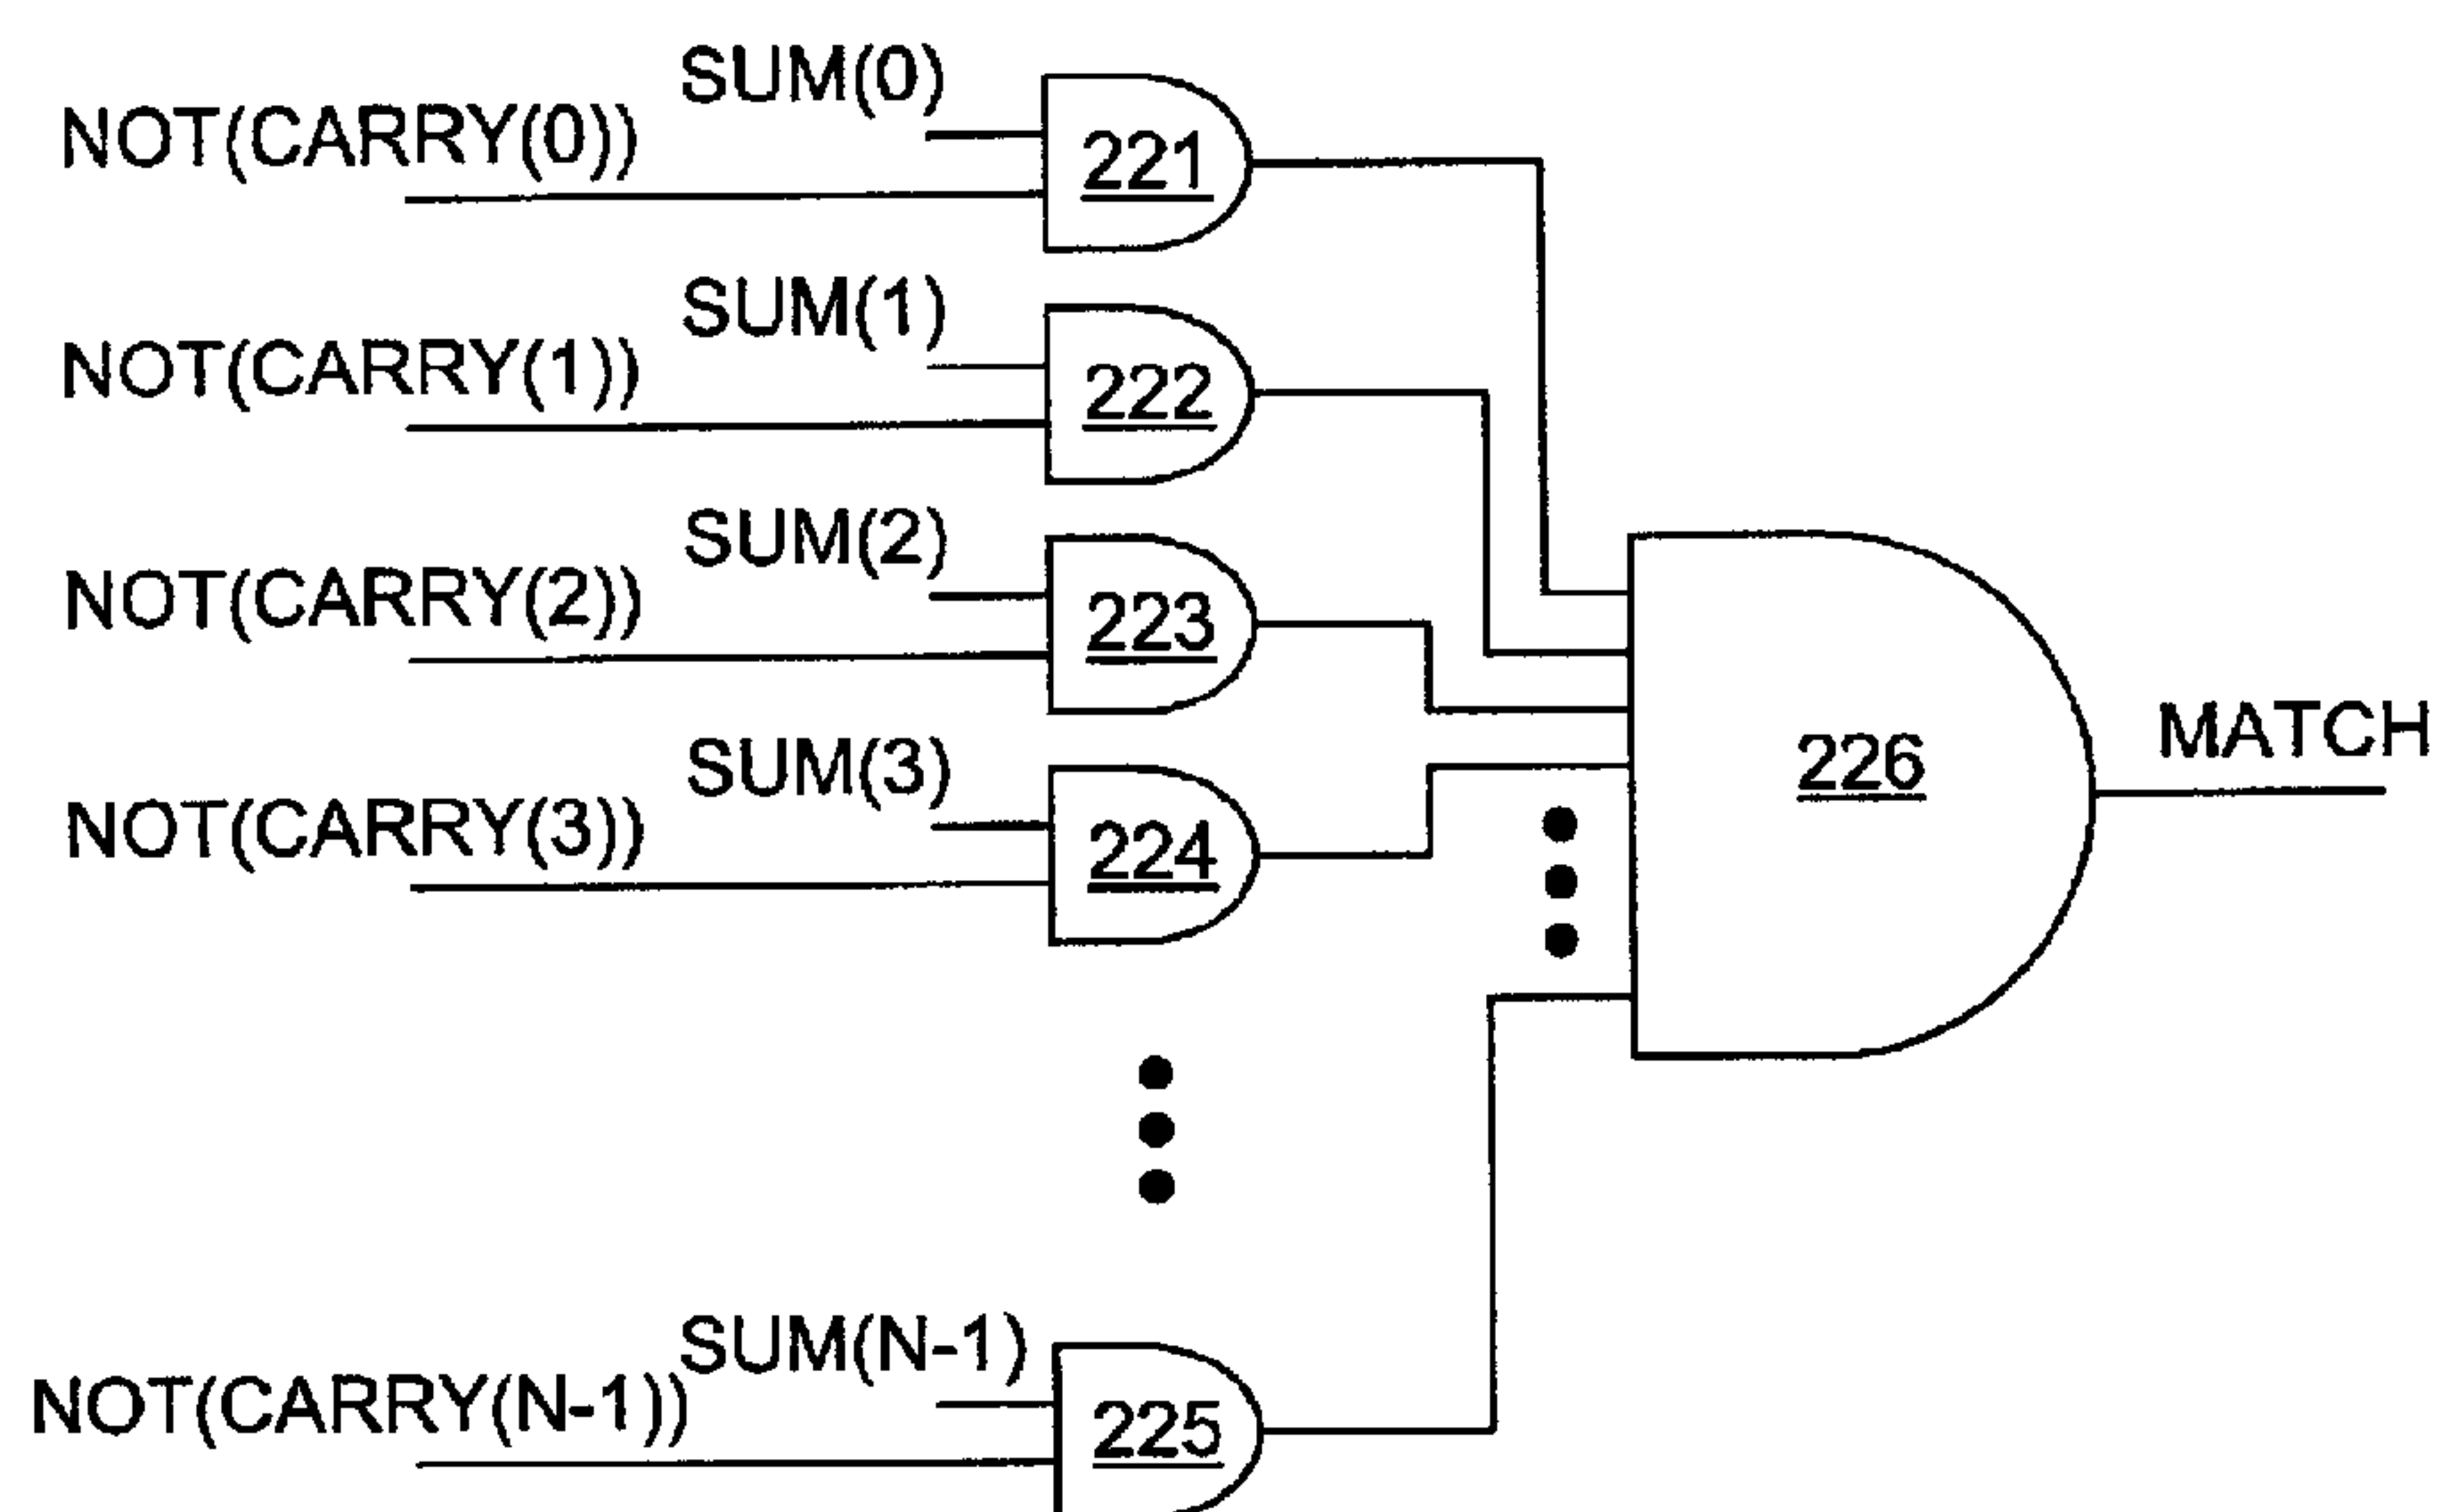 SUM(0)
NOT(CARRY(0))
221
SUM(1)
NOT(CARRY(1))
222
SUM(2)
NOT(CARRY(2))
223
SUM(3)
NOT(CARRY(3))
224
226
MATCH
SUM(N-1)
NOT(CARRY(N-1))
225